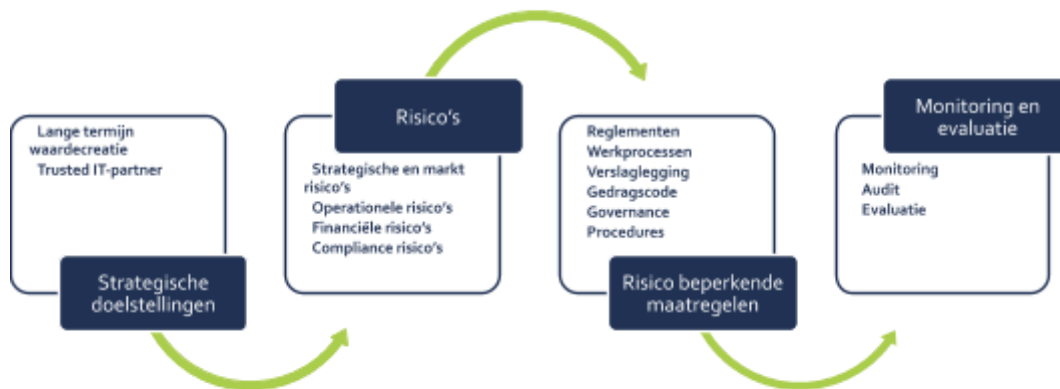 Lange termijn
waardecreatie
Trusted IT-partner
Strategische
doelstellingen
Risico's
Strategische en markt
risico's
Operationele risico's
Financiële risico's
Compliance risico's
Reglementen
Werkprocessen
Verslaglegging
Gedragscode
Governance
Procedures
Risico beperkende
maatregelen
Monitoring en
evaluatie
Monitoring
Audit
Evaluatie